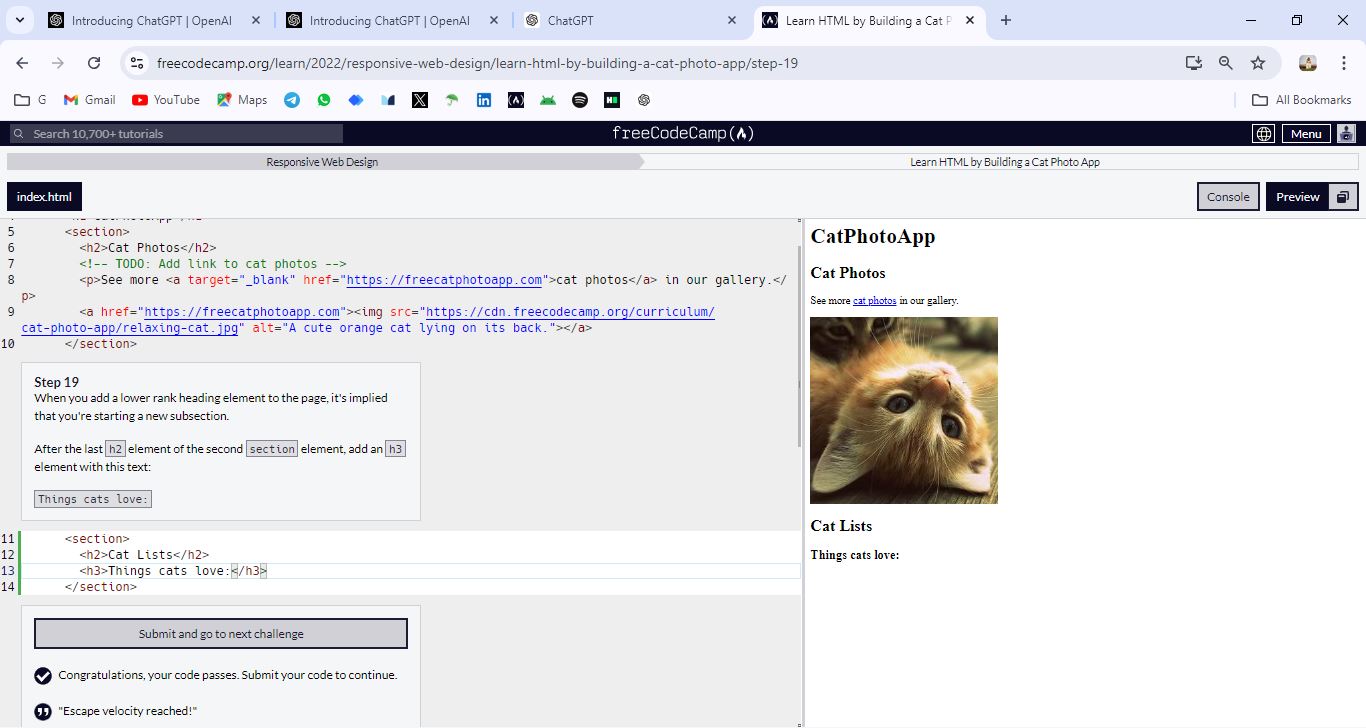 Introducing ChatGPT | OpenAI
Introducing ChatGPT | OpenAI
ChatGPT
Learn HTML by Building a Cat P
freecodecamp.org/learn/2022/responsive-web-design/learn-html-by-building-a-cat-photo-app/step-19
G Gmail YouTube Maps All Bookmarks
Search 10,700+ tutorials
freeCodeCamp(🔥)
Menu
Responsive Web Design
Learn HTML by Building a Cat Photo App
index.html
Console
Preview
5 <section>
6 <h2>Cat Photos</h2>
7 <!-- TODO: Add link to cat photos -->
8 <p>See more <a target="_blank" href="https://freecatphotoapp.com">cat photos</a> in our gallery.</
p>
9 <a href="https://freecatphotoapp.com"><img src="https://cdn.freecodecamp.org/curriculum/
cat-photo-app/relaxing-cat.jpg" alt="A cute orange cat lying on its back."></a>
10 </section>
Step 19
When you add a lower rank heading element to the page, it's implied
that you're starting a new subsection.
After the last h2 element of the second section element, add an h3
element with this text:
Things cats love:
11 <section>
12 <h2>Cat Lists</h2>
13 <h3>Things cats love:</h3>
14 </section>
Submit and go to next challenge
Congratulations, your code passes. Submit your code to continue.
"Escape velocity reached!"
CatPhotoApp
Cat Photos
See more cat photos in our gallery.
Cat Lists
Things cats love: